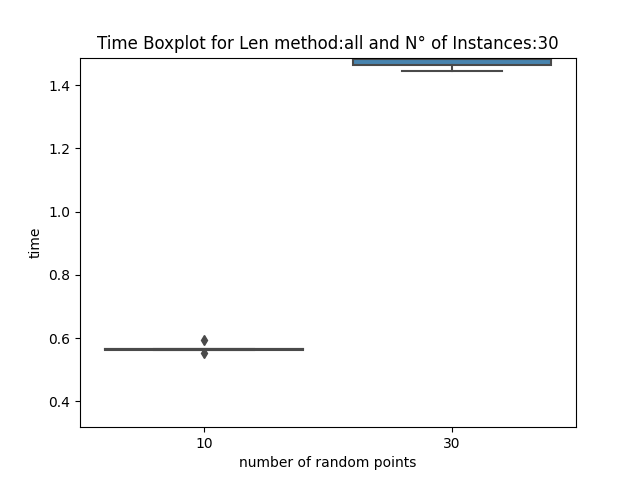 Time Boxplot for Len method:all and N° of Instances:30
1.4
1.2
1.0
0.8
0.6
0.4
time
10 30
number of random points